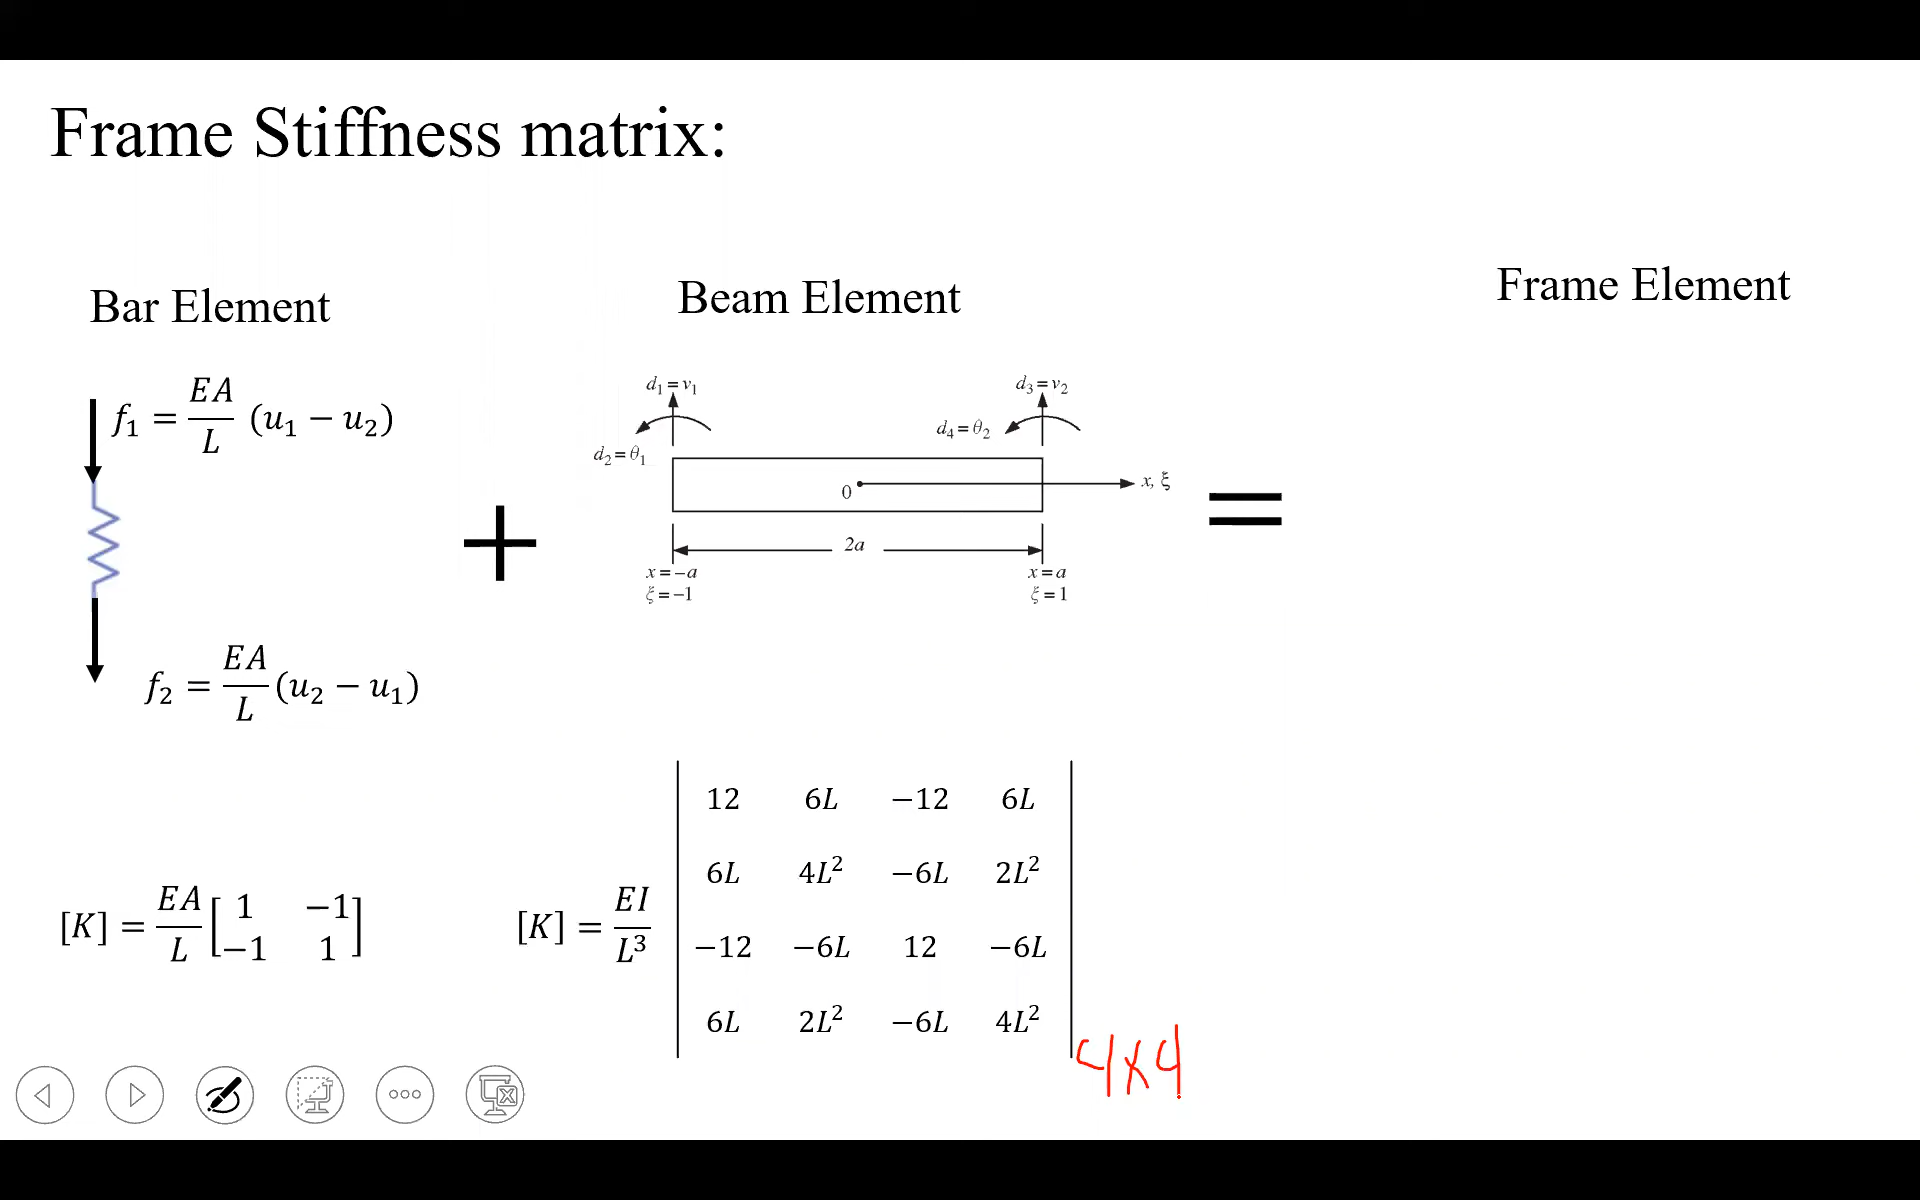 Frame Stiffness matrix:
Bar Element
Beam Element
Frame Element
f₁ = EA/L (u₁ − u₂)
f₂ = EA/L (u₂ − u₁)
+
d₁ = v₁
d₃ = v₂
d₂ = θ₁
d₄ = θ₂
0
x, ξ
2a
x = −a
ξ = −1
x = a
ξ = 1
=
[K] = EA/L [1 −1
−1 1]
[K] = EI/L³ | 12 6L −12 6L
6L 4L² −6L 2L²
−12 −6L 12 −6L
6L 2L² −6L 4L² |
4x4